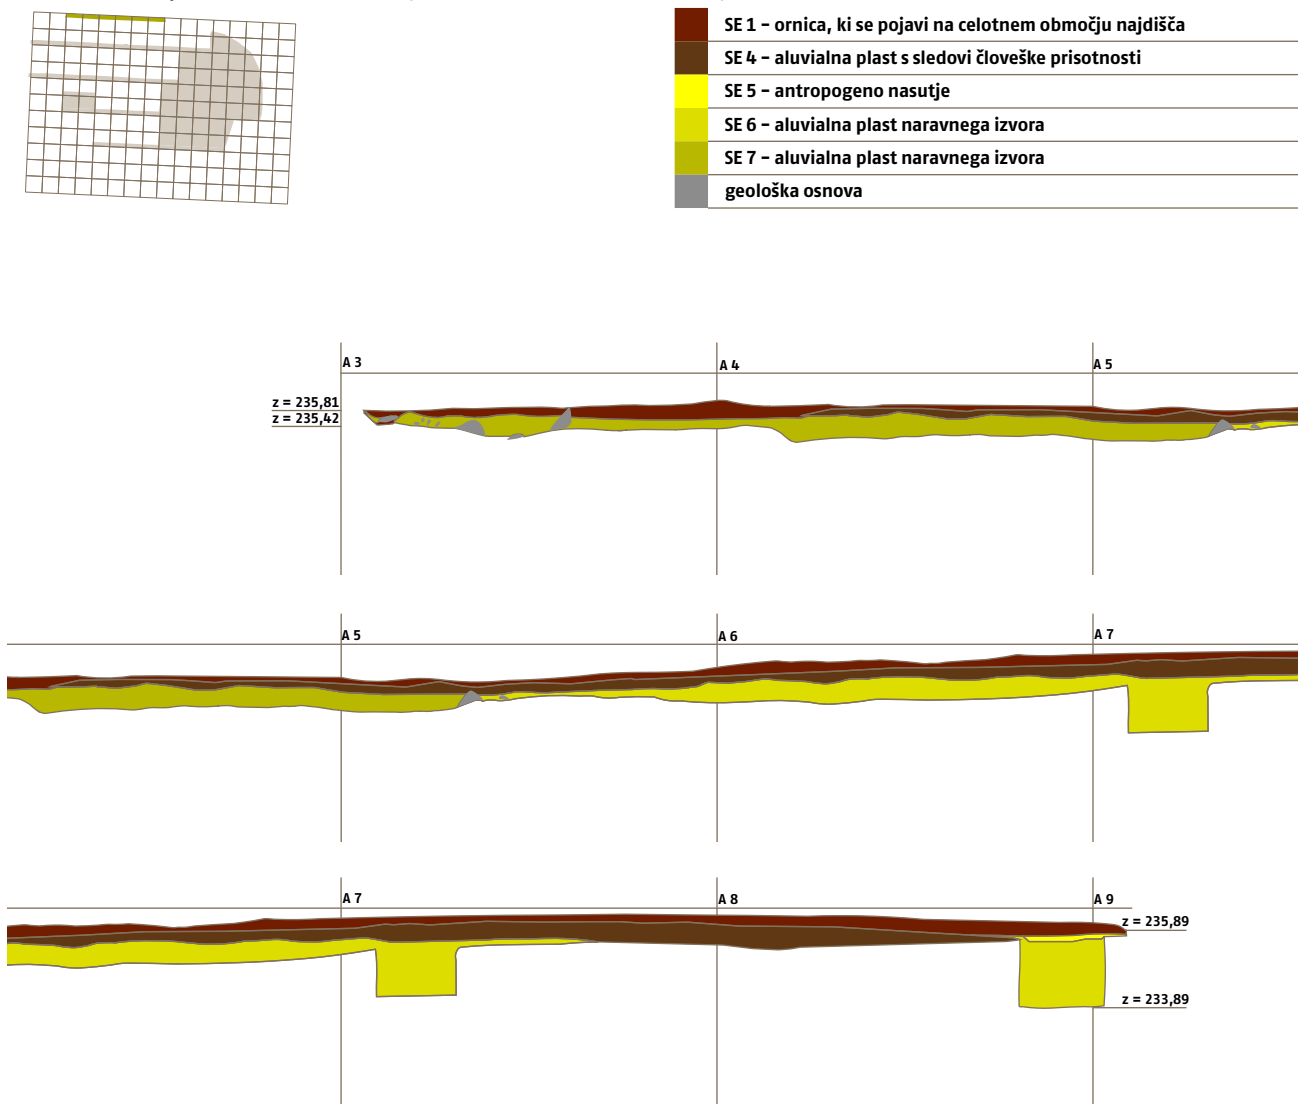 SE 1 – ornica, ki se pojavi na celotnem območju najdišča
SE 4 – aluvialna plast s sledovi človeške prisotnosti
SE 5 – antropogeno nasutje
SE 6 – aluvialna plast naravnega izvora
SE 7 – aluvialna plast naravnega izvora
geološka osnova
A 3
A 4
A 5
z = 235,81
z = 235,42
A 5
A 6
A 7
A 7
A 8
A 9
z = 235,89
z = 233,89